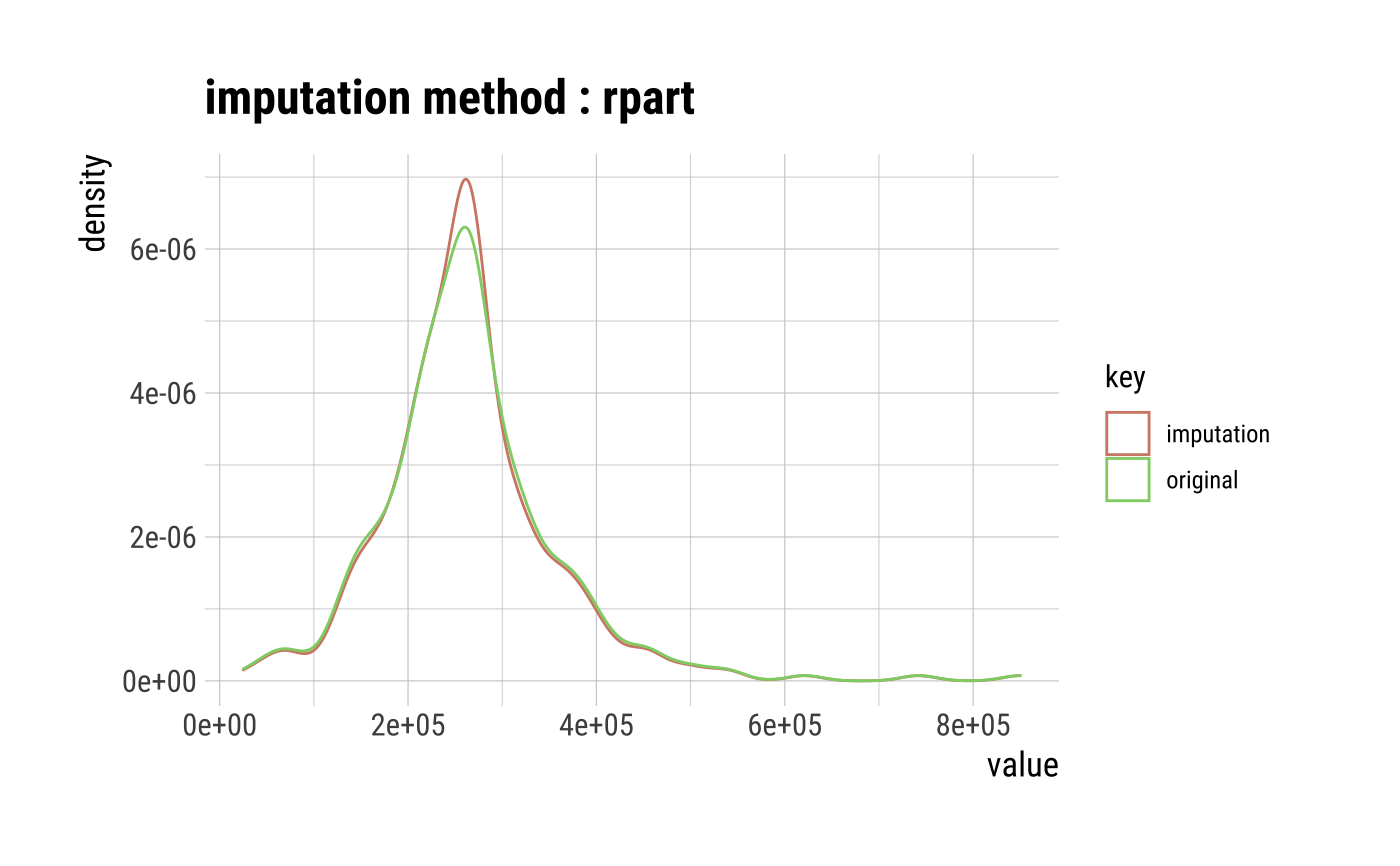 imputation method : rpart
density
6e-06
4e-06
2e-06
0e+00
0e+00 2e+05 4e+05 6e+05 8e+05
value
key
imputation
original